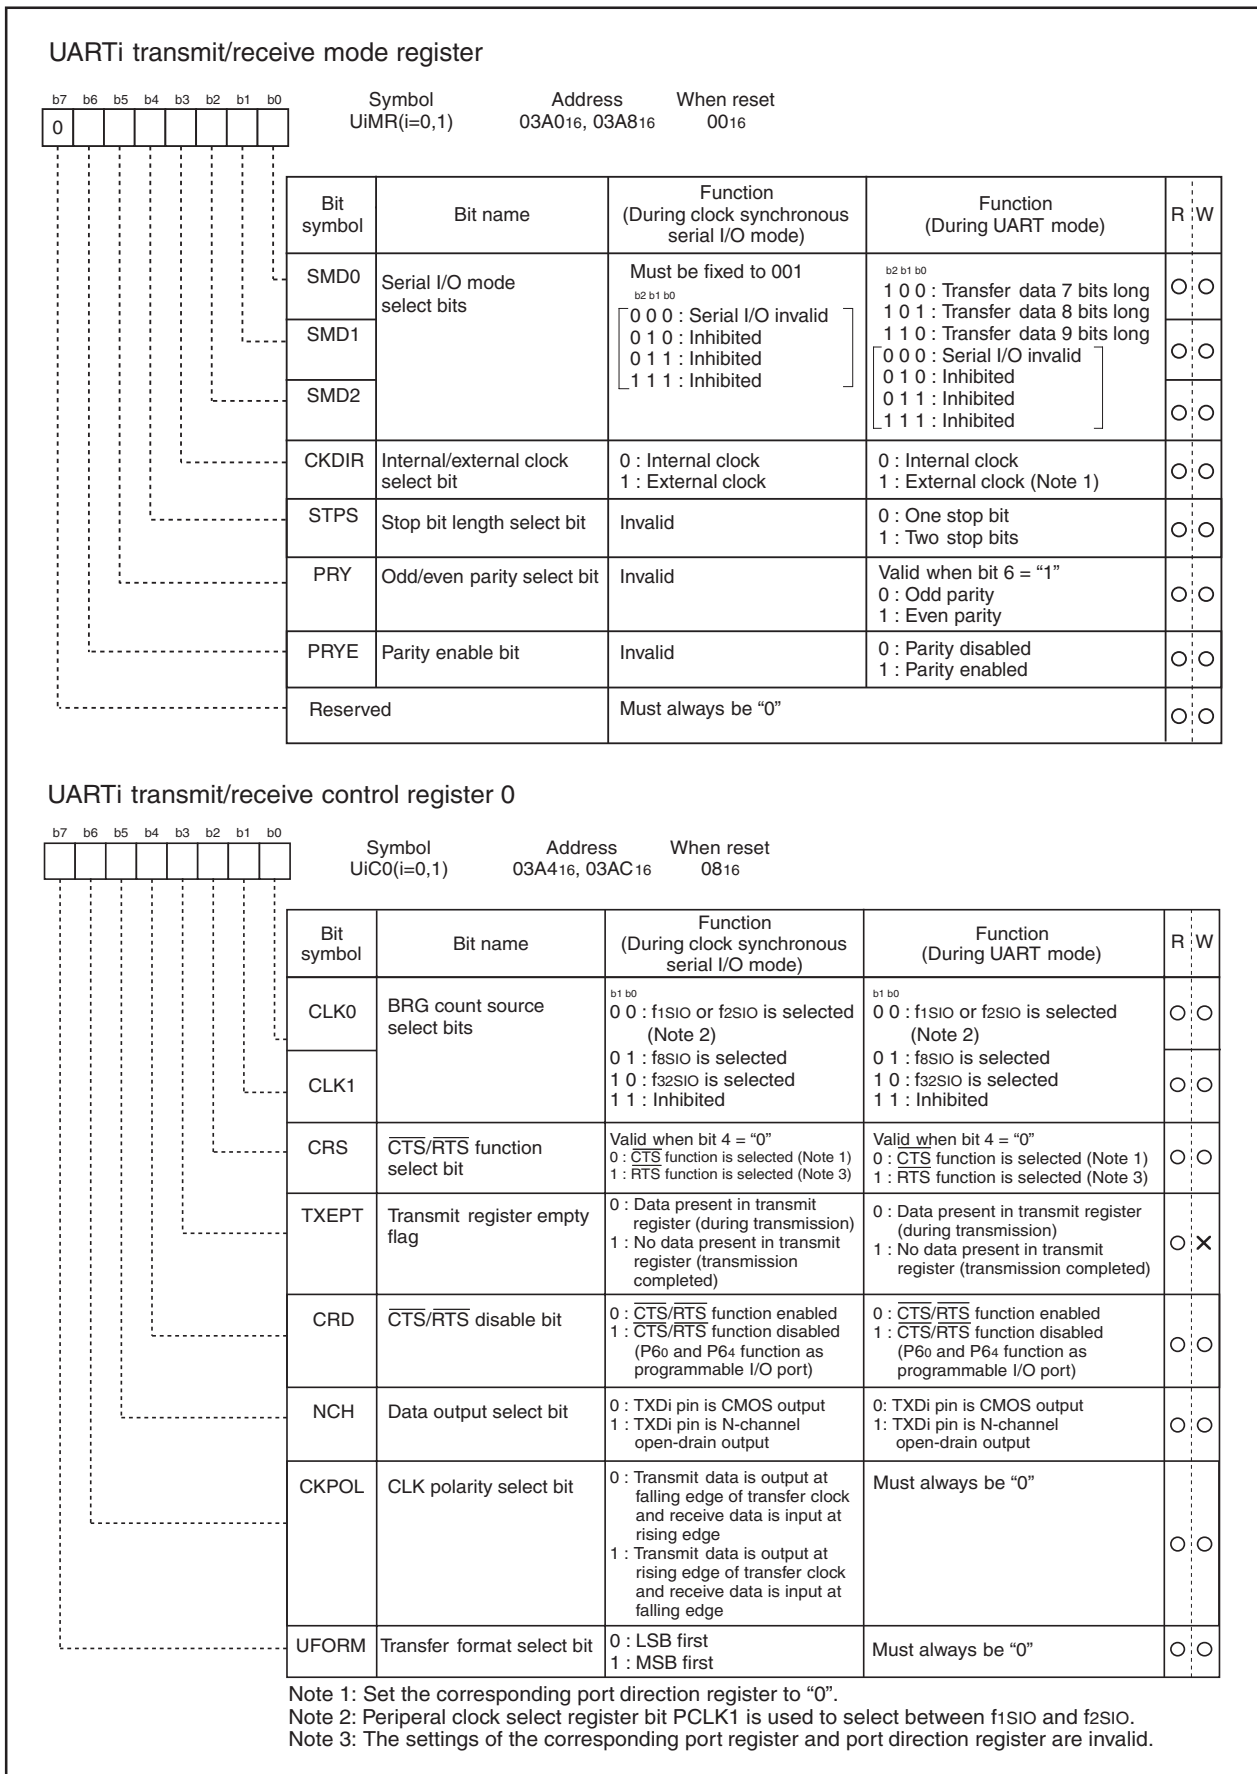 UARTi transmit/receive mode register
b7 b6 b5 b4 b3 b2 b1 b0
0
Symbol Address When reset
UiMR(i=0,1) 03A016, 03A816 0016
Bit symbol
Bit name
Function
(During clock synchronous
serial I/O mode)
Function
(During UART mode)
R W
SMD0
SMD1
SMD2
Serial I/O mode
select bits
Must be fixed to 001
b2 b1 b0
0 0 0 : Serial I/O invalid
0 1 0 : Inhibited
0 1 1 : Inhibited
1 1 1 : Inhibited
b2 b1 b0
1 0 0 : Transfer data 7 bits long
1 0 1 : Transfer data 8 bits long
1 1 0 : Transfer data 9 bits long
0 0 0 : Serial I/O invalid
0 1 0 : Inhibited
0 1 1 : Inhibited
1 1 1 : Inhibited
CKDIR
Internal/external clock
select bit
0 : Internal clock
1 : External clock
0 : Internal clock
1 : External clock (Note 1)
STPS
Stop bit length select bit
Invalid
0 : One stop bit
1 : Two stop bits
PRY
Odd/even parity select bit
Invalid
Valid when bit 6 = “1”
0 : Odd parity
1 : Even parity
PRYE
Parity enable bit
Invalid
0 : Parity disabled
1 : Parity enabled
Reserved
Must always be “0”
UARTi transmit/receive control register 0
b7 b6 b5 b4 b3 b2 b1 b0
Symbol Address When reset
UiC0(i=0,1) 03A416, 03AC16 0816
Bit symbol
Bit name
Function
(During clock synchronous
serial I/O mode)
Function
(During UART mode)
R W
CLK0
CLK1
BRG count source
select bits
b1 b0
0 0 : f1SIO or f2SIO is selected
(Note 2)
0 1 : f8SIO is selected
1 0 : f32SIO is selected
1 1 : Inhibited
b1 b0
0 0 : f1SIO or f2SIO is selected
(Note 2)
0 1 : f8SIO is selected
1 0 : f32SIO is selected
1 1 : Inhibited
CRS
CTS/RTS function
select bit
Valid when bit 4 = “0”
0 : CTS function is selected (Note 1)
1 : RTS function is selected (Note 3)
Valid when bit 4 = “0”
0 : CTS function is selected (Note 1)
1 : RTS function is selected (Note 3)
TXEPT
Transmit register empty
flag
0 : Data present in transmit
register (during transmission)
1 : No data present in transmit
register (transmission
completed)
0 : Data present in transmit register
(during transmission)
1 : No data present in transmit
register (transmission completed)
CRD
CTS/RTS disable bit
0 : CTS/RTS function enabled
1 : CTS/RTS function disabled
(P60 and P64 function as
programmable I/O port)
0 : CTS/RTS function enabled
1 : CTS/RTS function disabled
(P60 and P64 function as
programmable I/O port)
NCH
Data output select bit
0 : TXDi pin is CMOS output
1 : TXDi pin is N-channel
open-drain output
0: TXDi pin is CMOS output
1: TXDi pin is N-channel
open-drain output
CKPOL
CLK polarity select bit
0 : Transmit data is output at
falling edge of transfer clock
and receive data is input at
rising edge
1 : Transmit data is output at
rising edge of transfer clock
and receive data is input at
falling edge
Must always be “0”
UFORM
Transfer format select bit
0 : LSB first
1 : MSB first
Must always be “0”
Note 1: Set the corresponding port direction register to “0”.
Note 2: Periperal clock select register bit PCLK1 is used to select between f1SIO and f2SIO.
Note 3: The settings of the corresponding port register and port direction register are invalid.